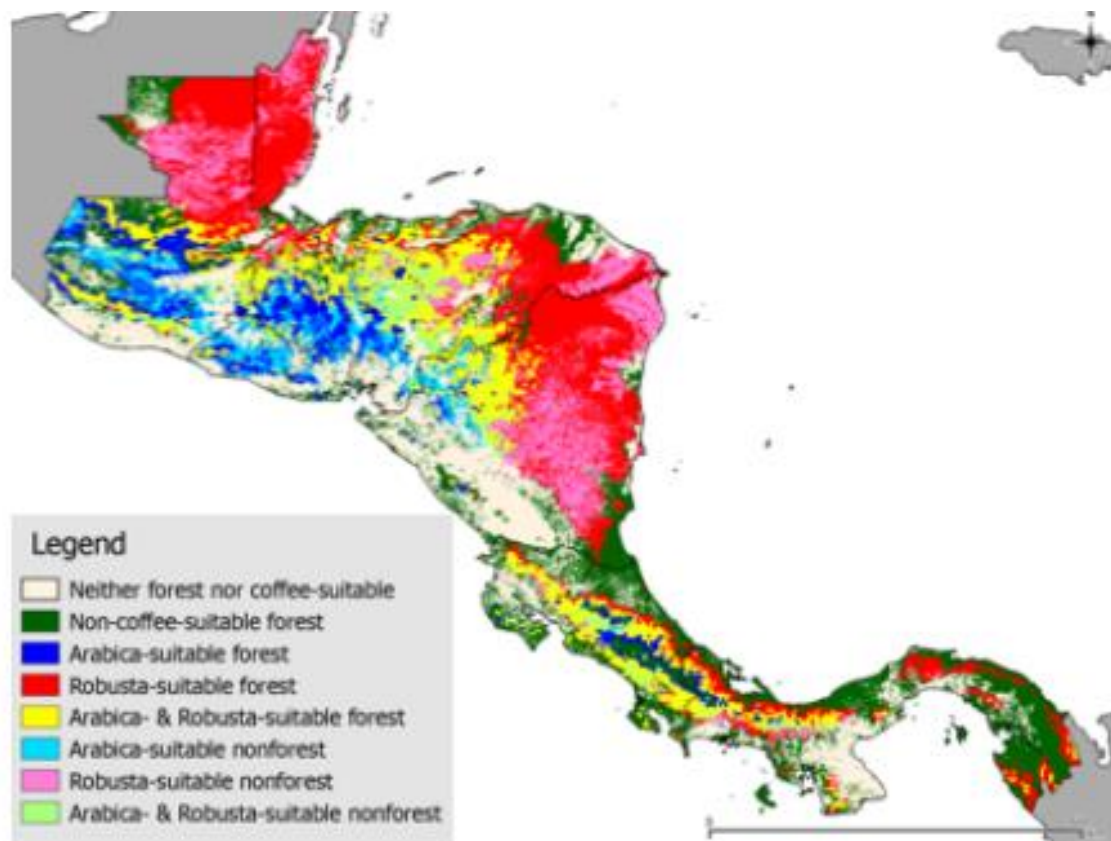 Legend
Neither forest nor coffee-suitable
Non-coffee-suitable forest
Arabica-suitable forest
Robusta-suitable forest
Arabica- & Robusta-suitable forest
Arabica-suitable nonforest
Robusta-suitable nonforest
Arabica- & Robusta-suitable nonforest